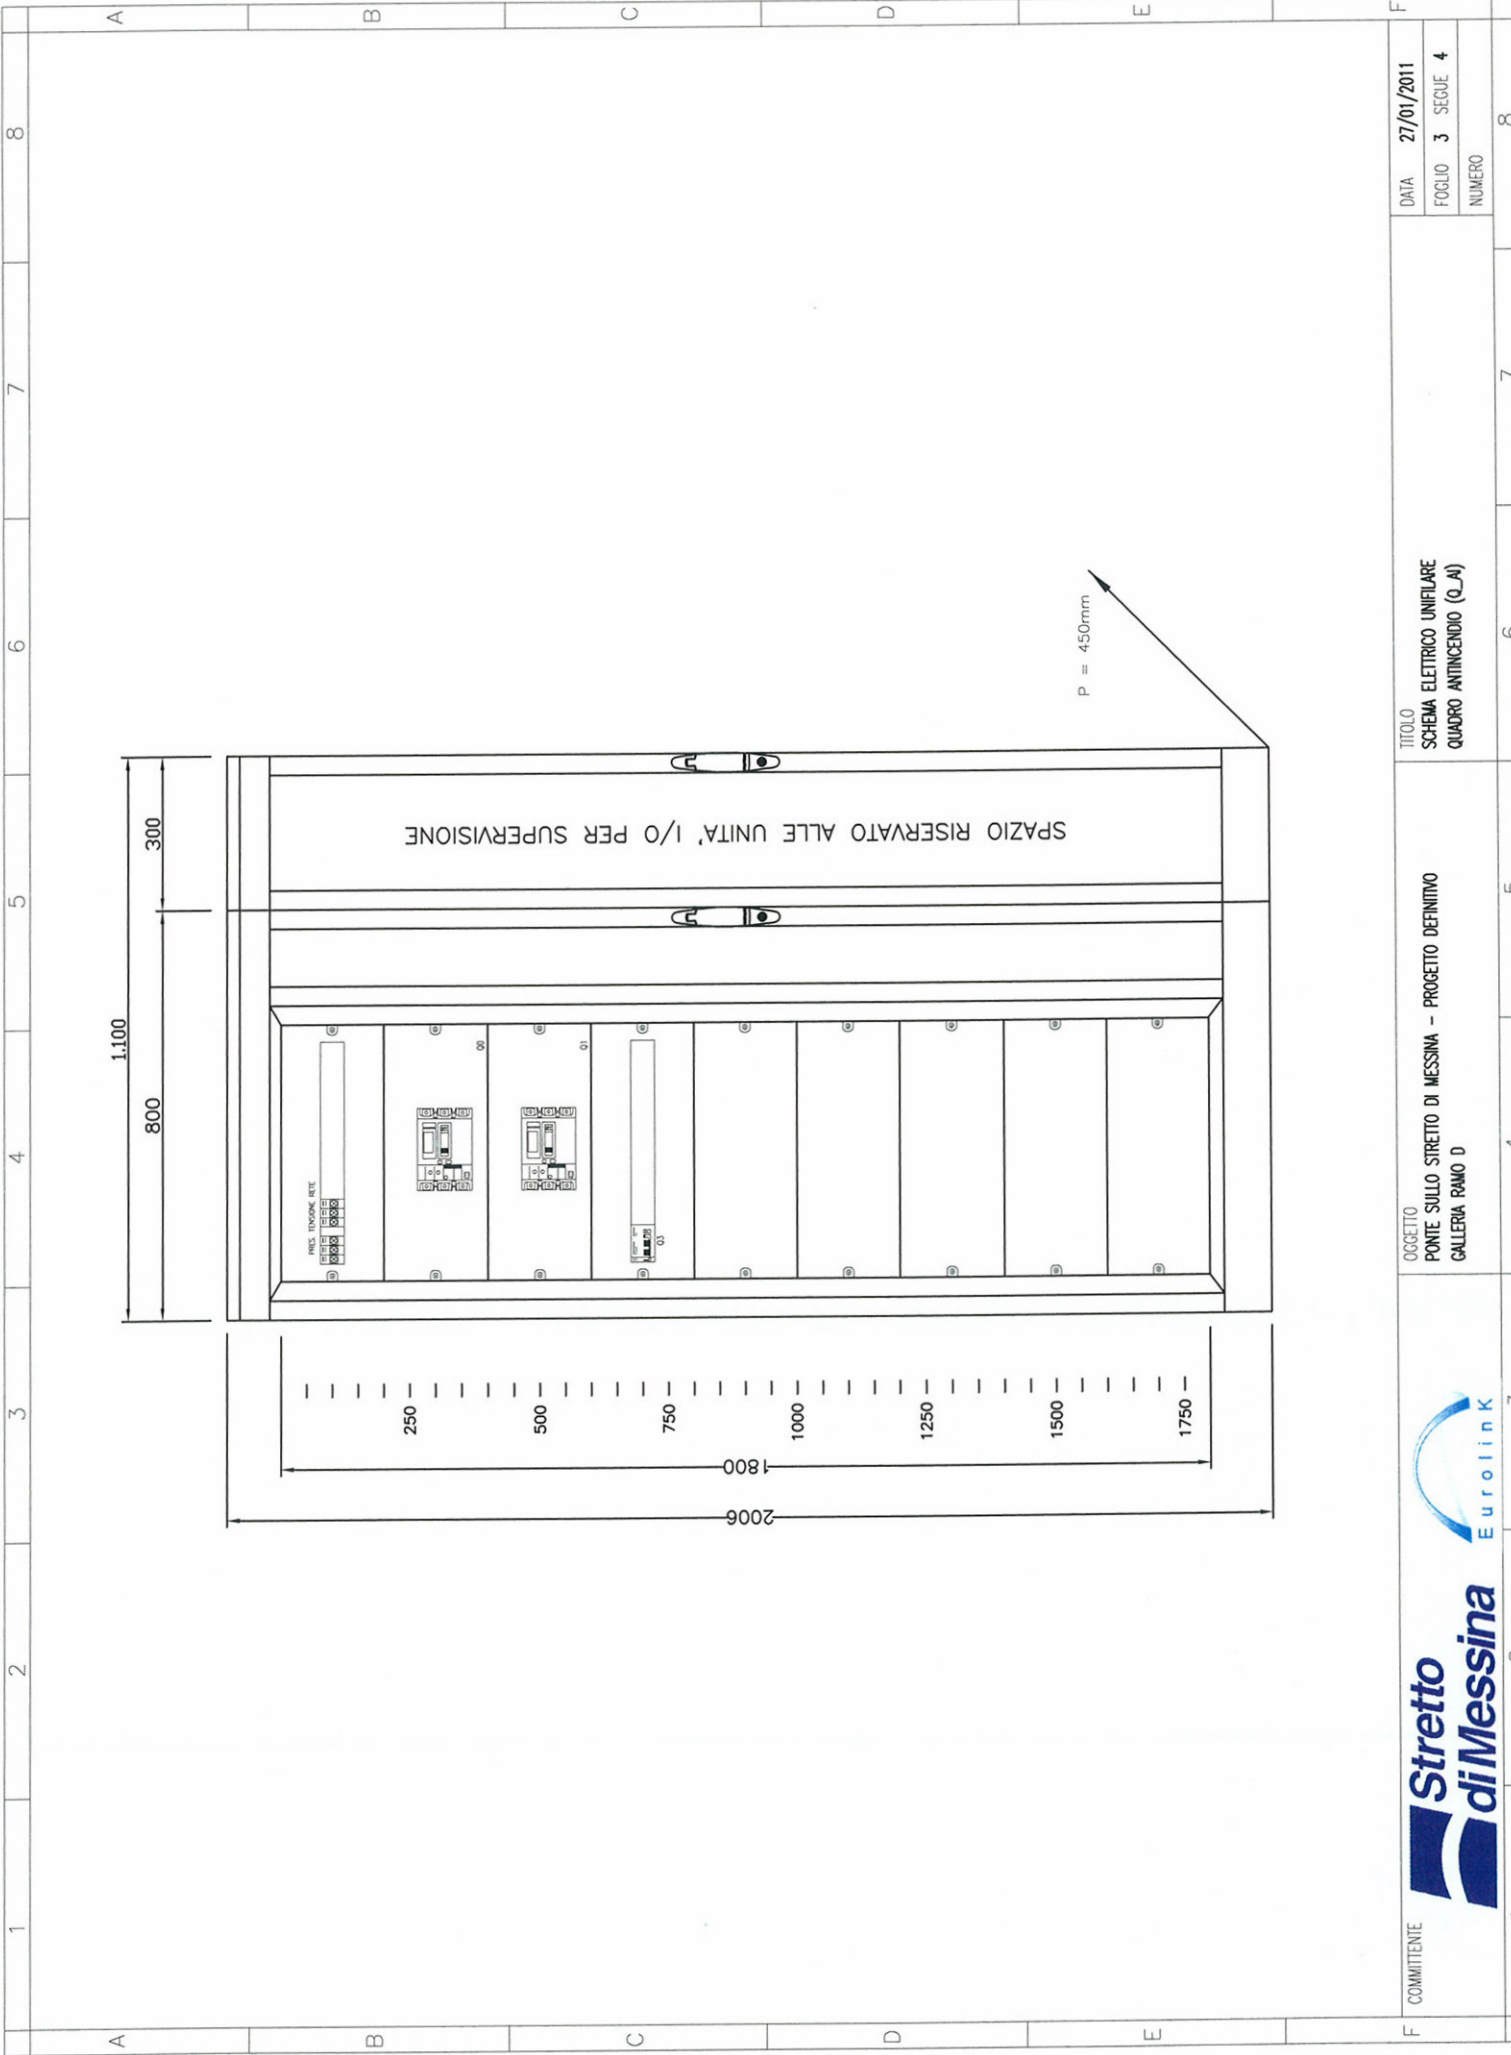 1
2
3
4
5
6
7
8
A
B
C
D
E
F
A
B
C
D
E
F
1.100
800
300
PRES. TENSIONE RETE
Q0
Q1
Q3
SPAZIO RISERVATO ALLE UNITA' I/O PER SUPERVISIONE
250
500
750
1000
1250
1500
1750
1800
2006
P = 450mm
COMMITTENTE
Stretto
di Messina
EurolinK
OGGETTO
PONTE SULLO STRETTO DI MESSINA - PROGETTO DEFINITIVO
GALLERIA RAMO D
TITOLO
SCHEMA ELETTRICO UNIFILARE
QUADRO ANTINCENDIO (Q_AI)
DATA 27/01/2011
FOGLIO 3 SEGUE 4
NUMERO
7
8